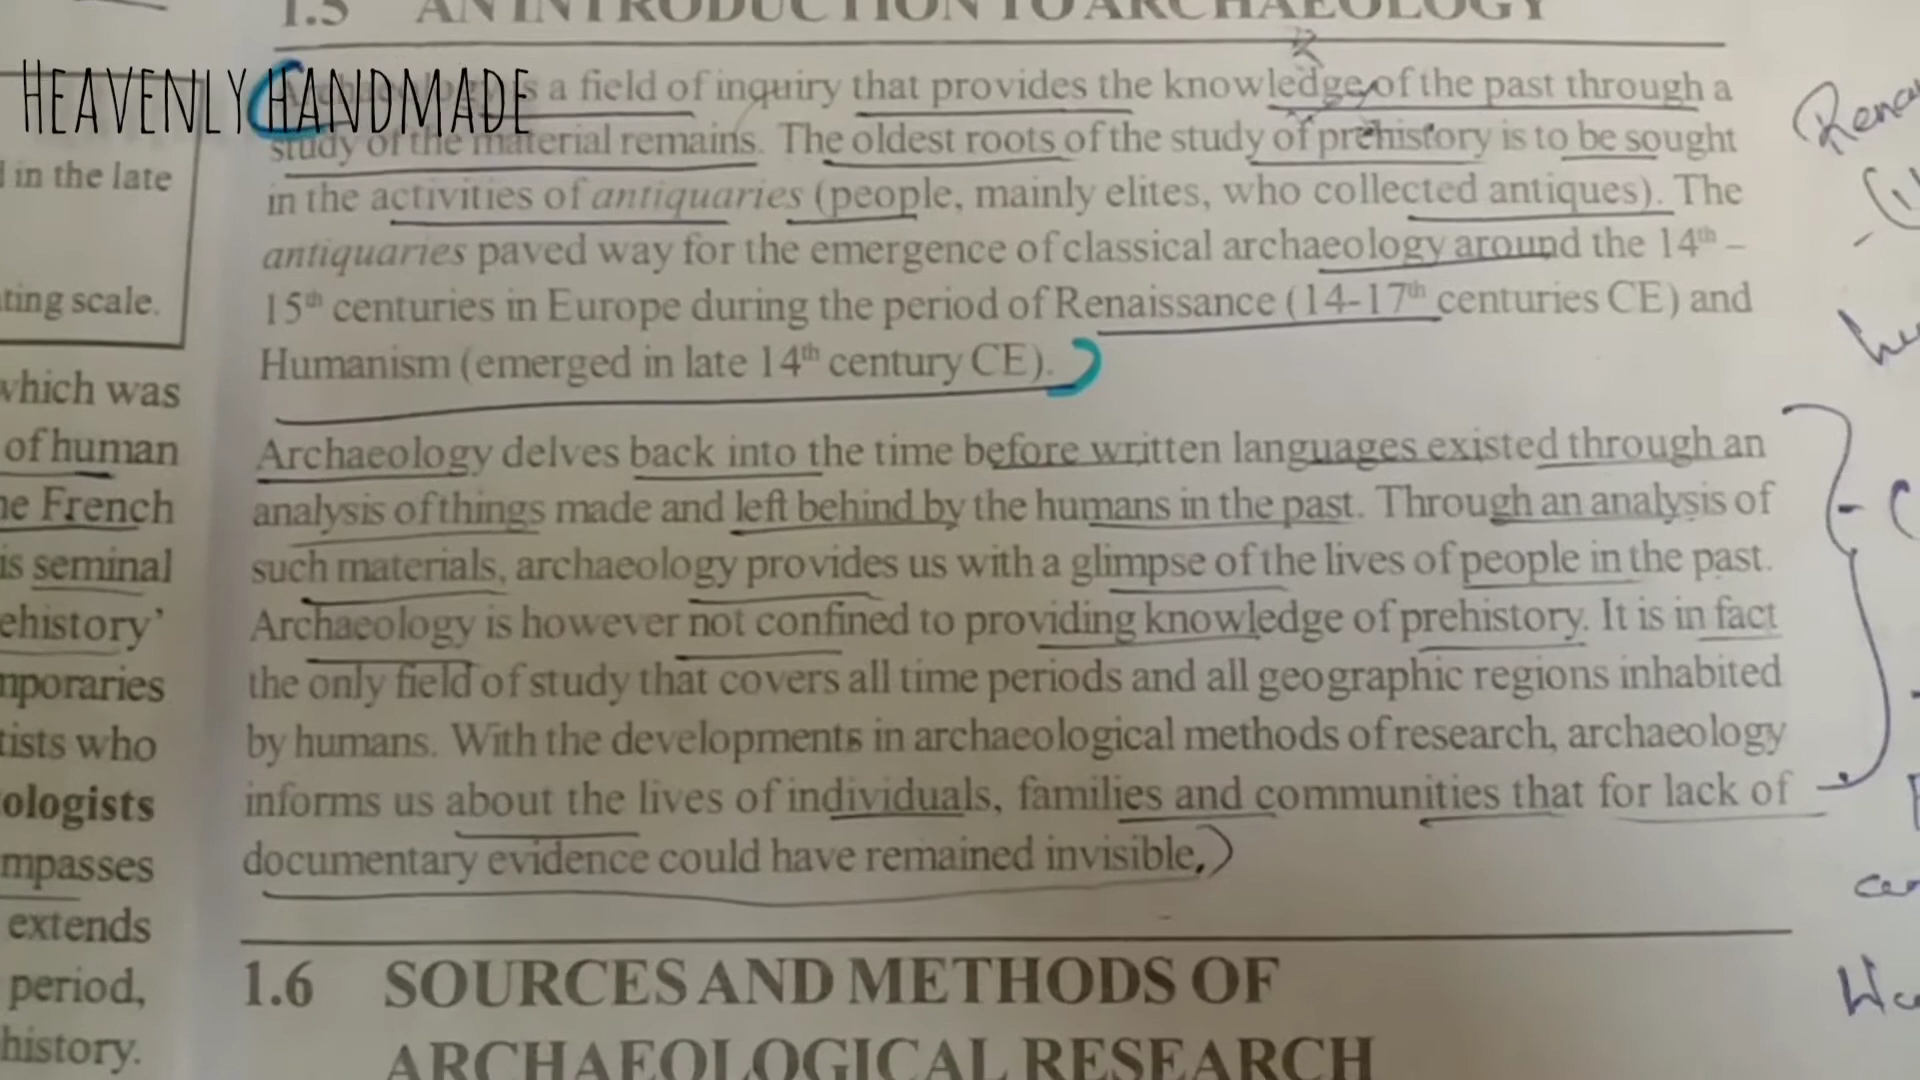 1.5 AN INTRODUCTION TO ARCHAEOLOGY
HEAVENLY HANDMADE
is a field of inquiry that provides the knowledge of the past through a
study of the material remains. The oldest roots of the study of prehistory is to be sought
in the activities of antiquaries (people, mainly elites, who collected antiques). The
antiquaries paved way for the emergence of classical archaeology around the 14th –
15th centuries in Europe during the period of Renaissance (14-17th centuries CE) and
Humanism (emerged in late 14th century CE).
Archaeology delves back into the time before written languages existed through an
analysis of things made and left behind by the humans in the past. Through an analysis of
such materials, archaeology provides us with a glimpse of the lives of people in the past.
Archaeology is however not confined to providing knowledge of prehistory. It is in fact
the only field of study that covers all time periods and all geographic regions inhabited
by humans. With the developments in archaeological methods of research, archaeology
informs us about the lives of individuals, families and communities that for lack of
documentary evidence could have remained invisible.
1.6 SOURCES AND METHODS OF
ARCHAEOLOGICAL RESEARCH
in the late
ting scale.
which was
of human
he French
is seminal
ehistory’
mporaries
tists who
ologists
mpasses
extends
period,
history.